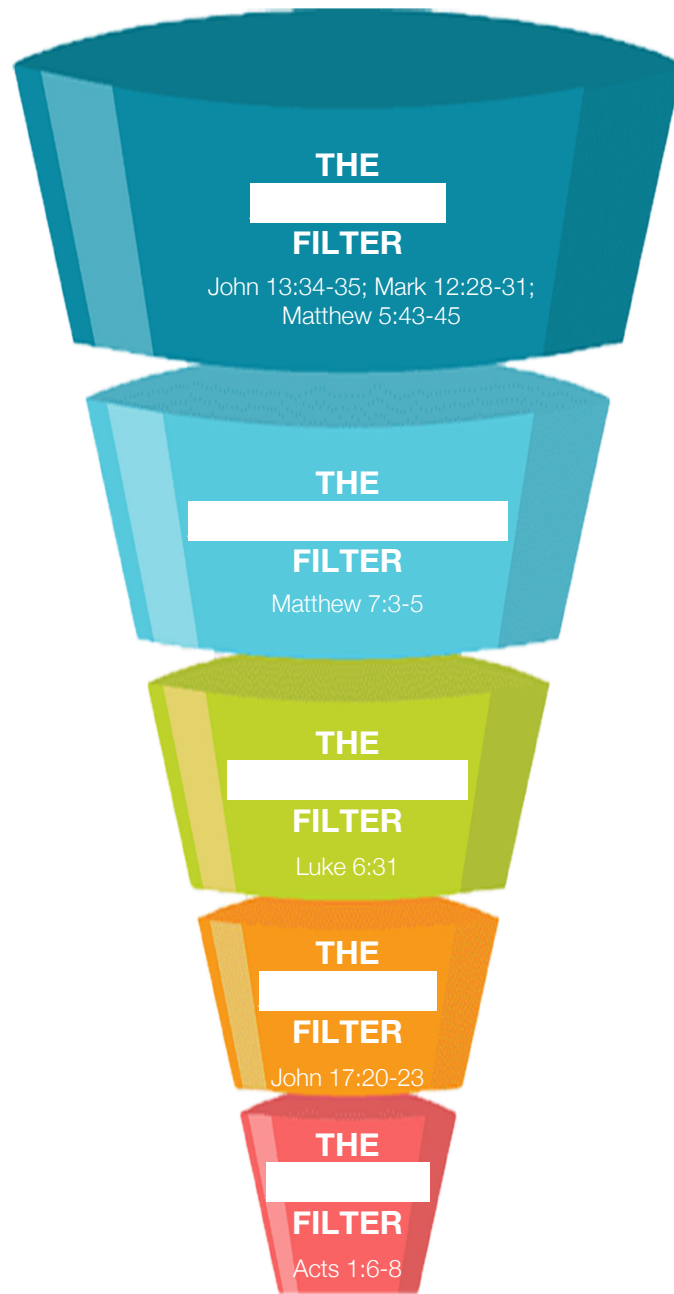 THE
FILTER
John 13:34-35; Mark 12:28-31;
Matthew 5:43-45
THE
FILTER
Matthew 7:3-5
THE
FILTER
Luke 6:31
THE
FILTER
John 17:20-23
THE
FILTER
Acts 1:6-8